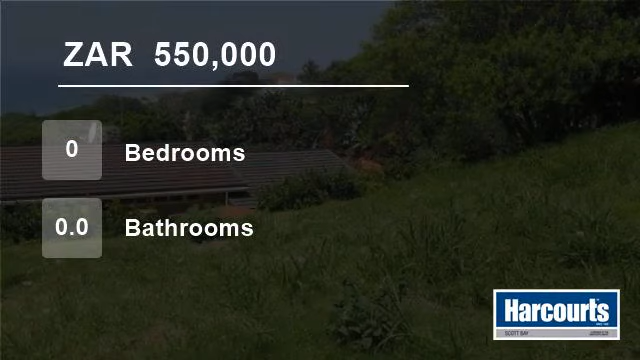 ZAR 550,000
0 Bedrooms
0.0 Bathrooms
Harcourts
SCOTT BAY